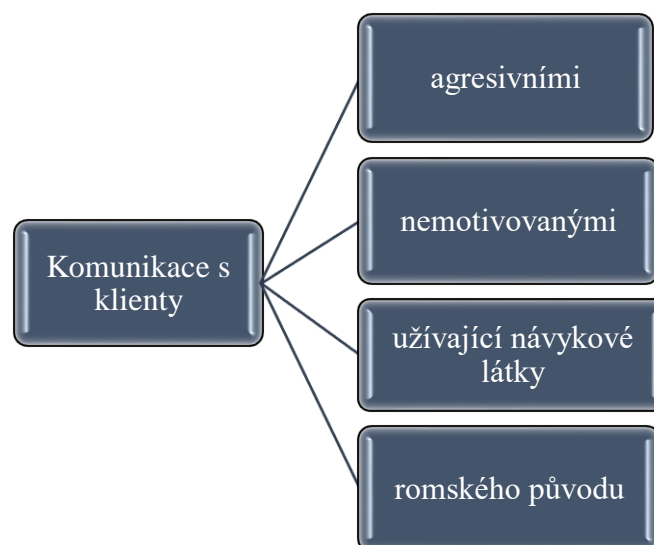 agresivními
nemotivovanými
Komunikace s
klienty
užívající návykové
látky
romského původu